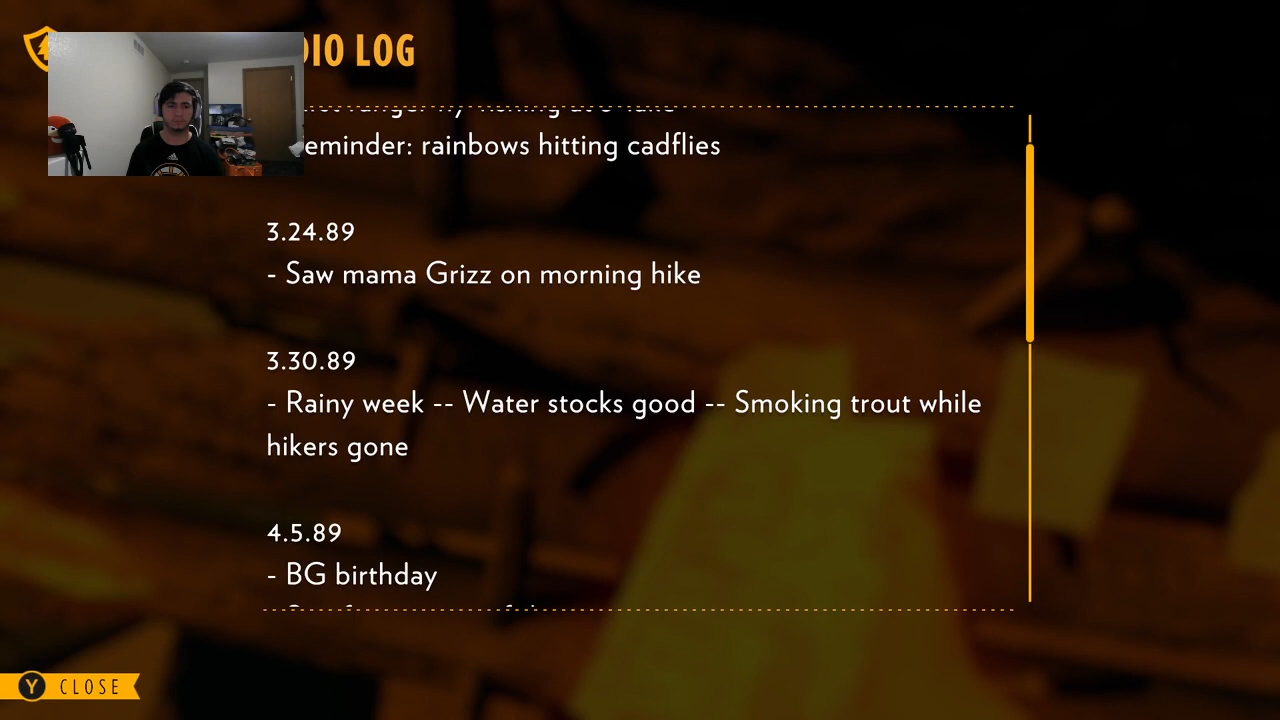 DIO LOG
eminder: rainbows hitting cadflies
3.24.89
- Saw mama Grizz on morning hike
3.30.89
- Rainy week -- Water stocks good -- Smoking trout while
hikers gone
4.5.89
- BG birthday
Y CLOSE